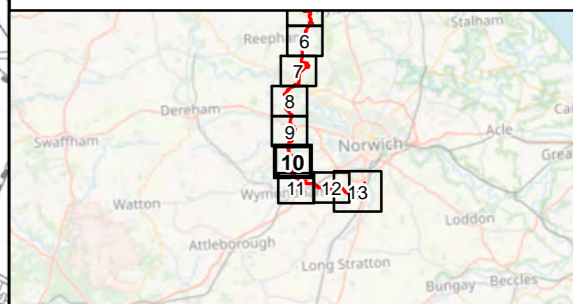 Stalham
Reepham
6
7
8
Dereham
9
Acle
Swaffham
Norwich
10
11
12
13
Watton
Loddon
Attleborough
Long Stratton
Bungay
Beccles